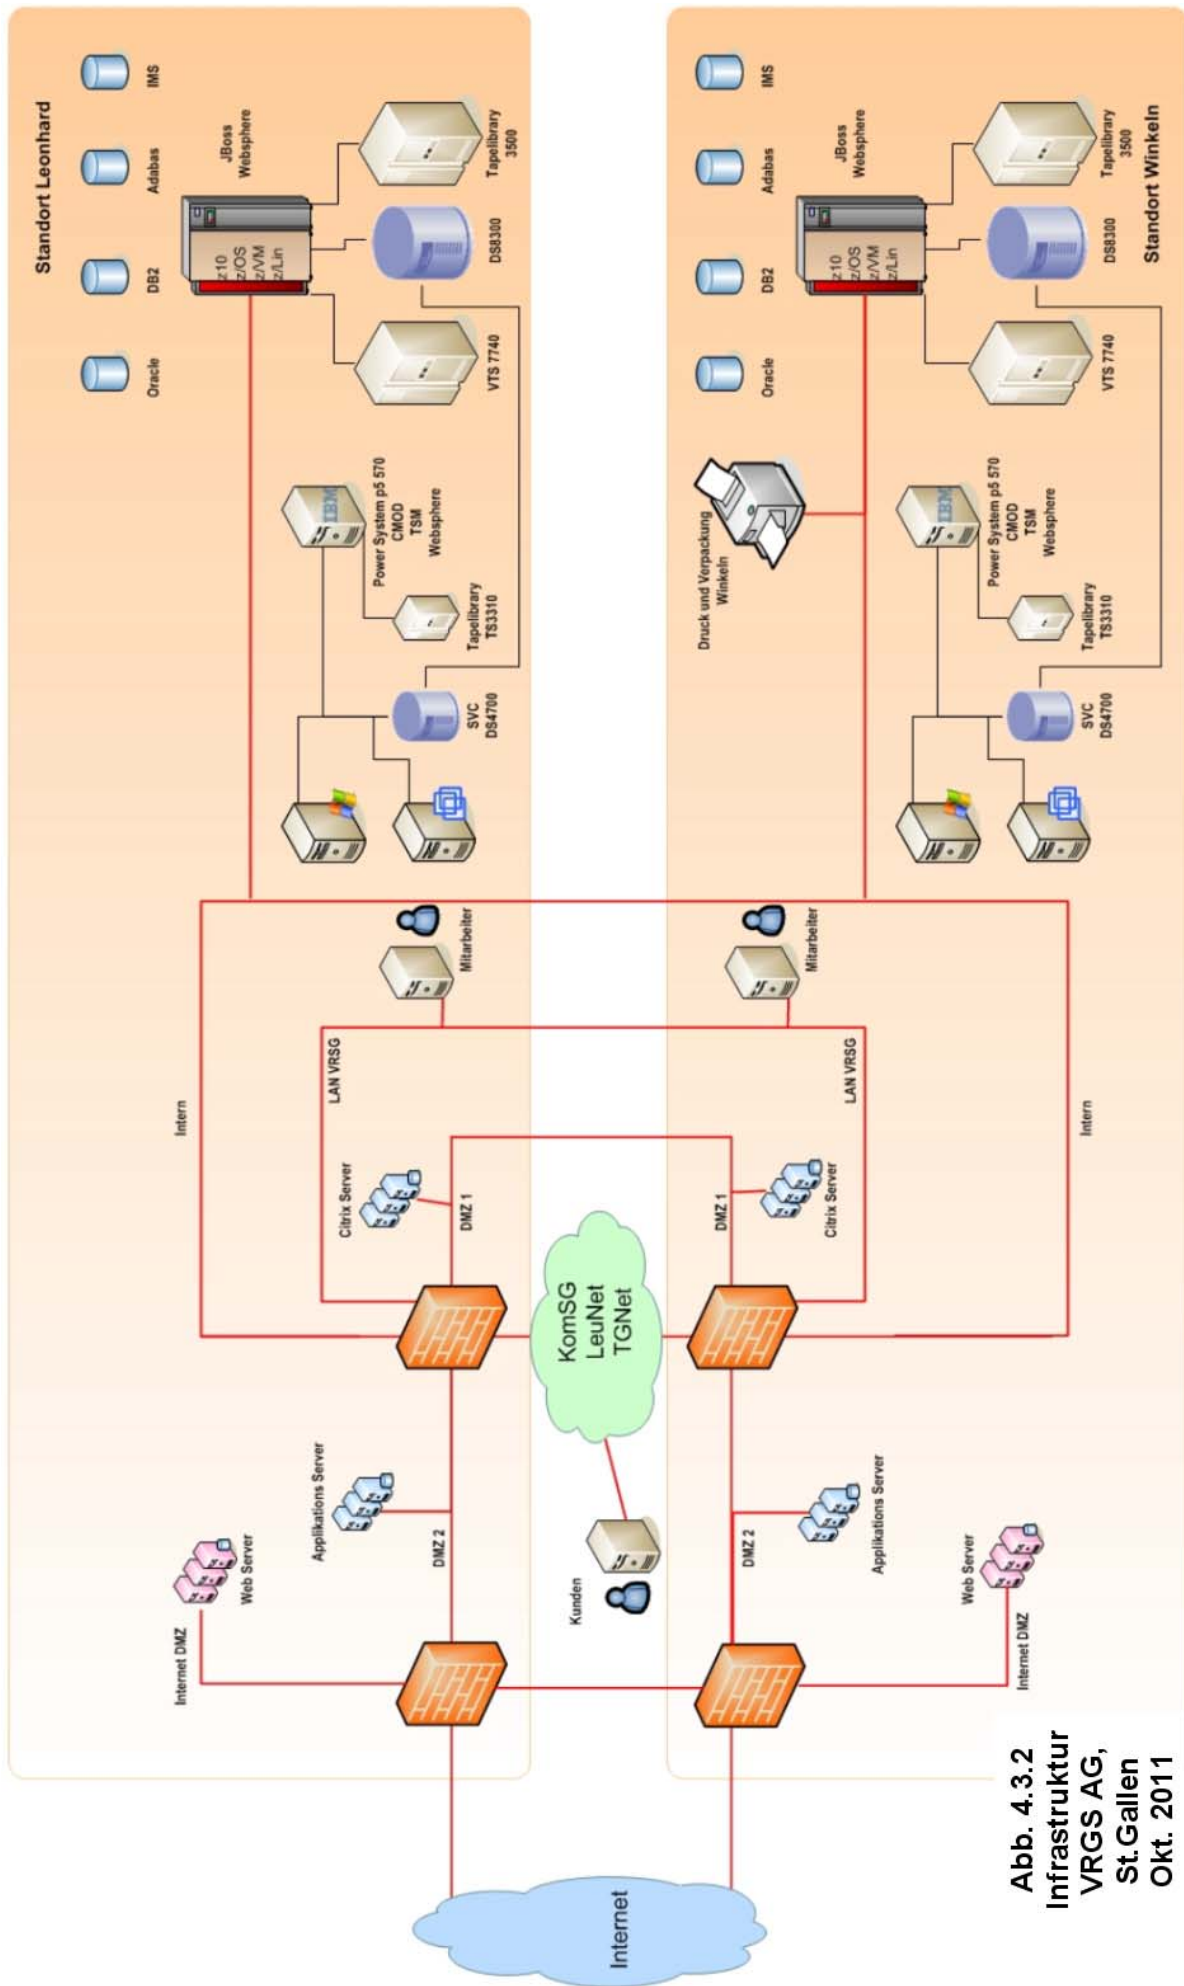 Standort Leonhard
IMS
Adabas
DB2
Oracle
JBoss
Websphere
z10
z/OS
z/VM
z/Lin
Tapelibrary
3500
DS8300
VTS 7740
Power System p5 570
CMOD
TSM
Websphere
IBM
Tapelibrary
TS3310
SVC
DS4700
Mitarbeiter
LAN VRSG
Intern
Citrix Server
DMZ 1
Applikations Server
DMZ 2
Web Server
Internet DMZ
KomSG
LeuNet
TGNet
Kunden
Internet
Standort Winkeln
IMS
Adabas
DB2
Oracle
JBoss
Websphere
z10
z/OS
z/VM
z/Lin
Tapelibrary
3500
DS8300
VTS 7740
Druck und Verpackung
Winkeln
Power System p5 570
CMOD
TSM
Websphere
IBM
Tapelibrary
TS3310
SVC
DS4700
Mitarbeiter
LAN VRSG
Intern
DMZ 1
Citrix Server
DMZ 2
Applikations Server
Web Server
Internet DMZ
Abb. 4.3.2
Infrastruktur
VRGS AG,
St.Gallen
Okt. 2011